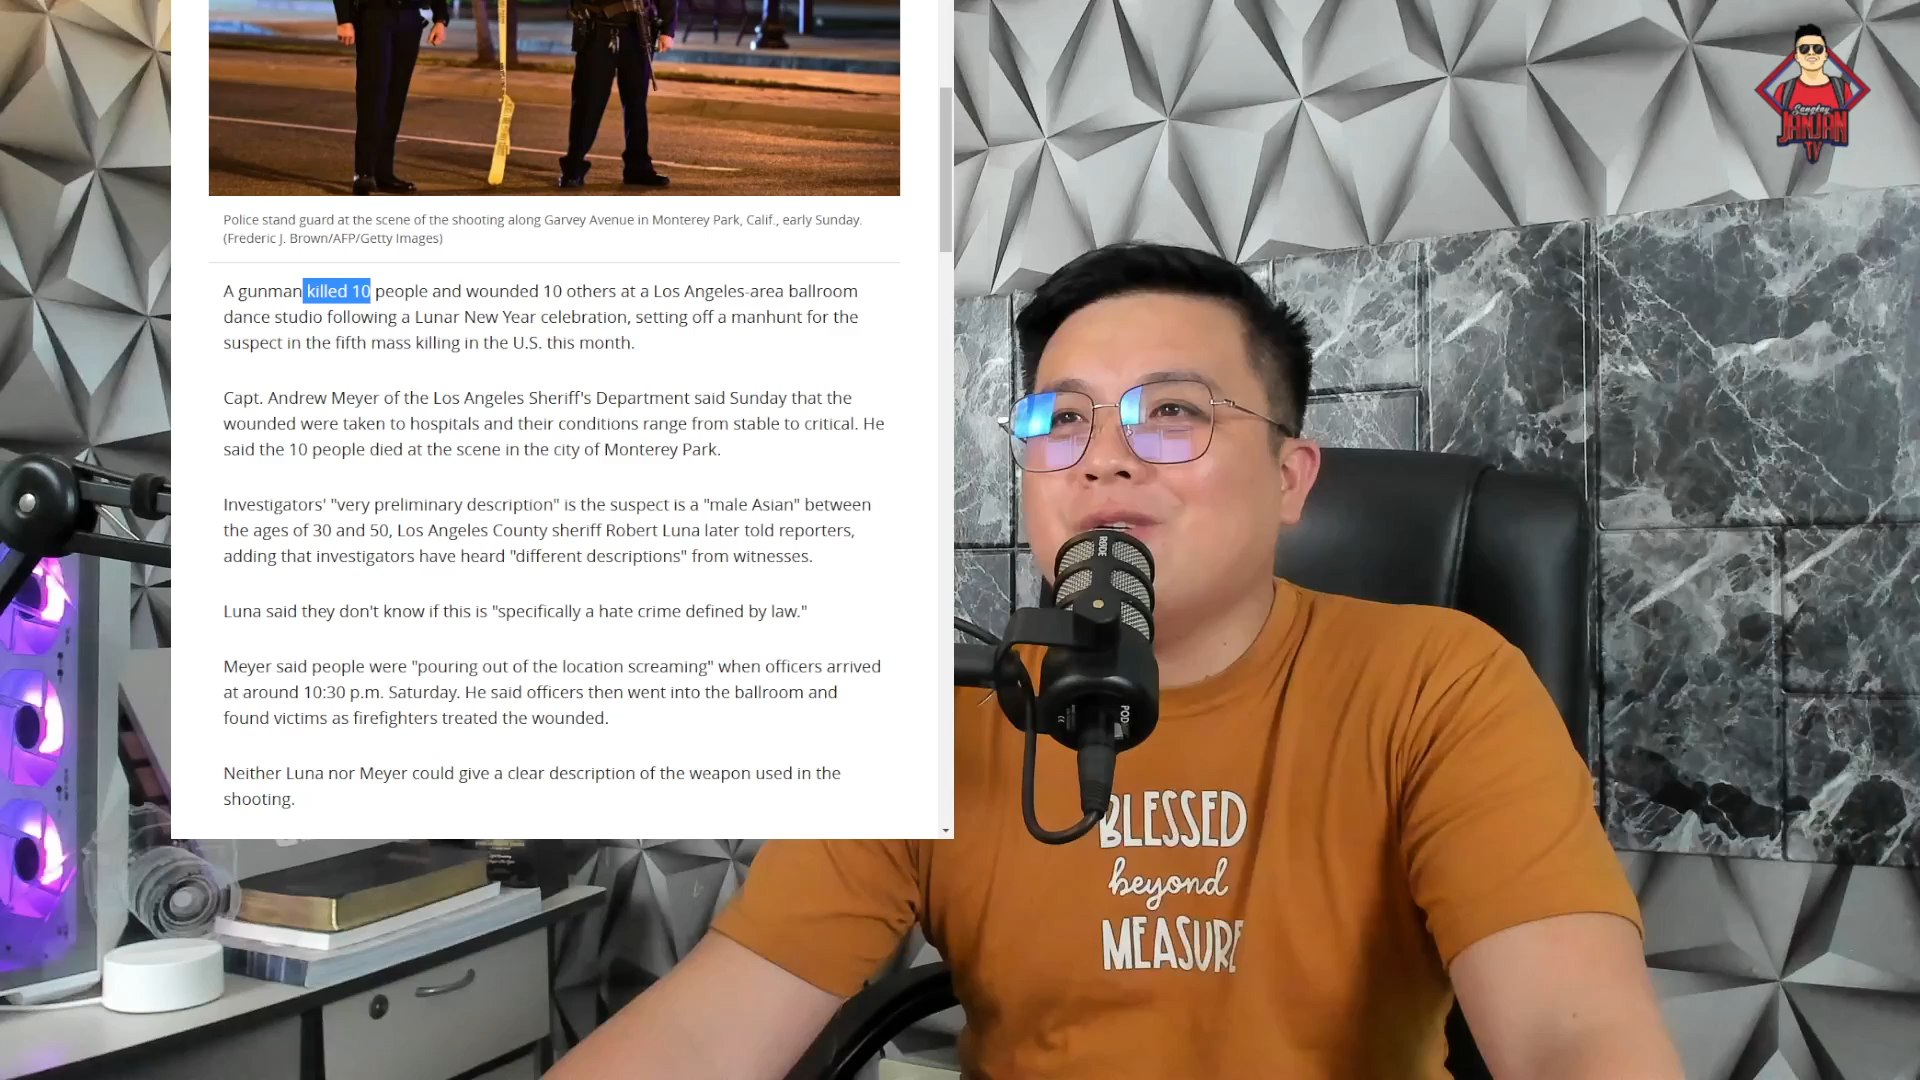 Police stand guard at the scene of the shooting along Garvey Avenue in Monterey Park, Calif., early Sunday.
(Frederic J. Brown/AFP/Getty Images)
A gunman killed 10 people and wounded 10 others at a Los Angeles-area ballroom
dance studio following a Lunar New Year celebration, setting off a manhunt for the
suspect in the fifth mass killing in the U.S. this month.
Capt. Andrew Meyer of the Los Angeles Sheriff's Department said Sunday that the
wounded were taken to hospitals and their conditions range from stable to critical. He
said the 10 people died at the scene in the city of Monterey Park.
Investigators' "very preliminary description" is the suspect is a "male Asian" between
the ages of 30 and 50, Los Angeles County sheriff Robert Luna later told reporters,
adding that investigators have heard "different descriptions" from witnesses.
Luna said they don't know if this is "specifically a hate crime defined by law."
Meyer said people were "pouring out of the location screaming" when officers arrived
at around 10:30 p.m. Saturday. He said officers then went into the ballroom and
found victims as firefighters treated the wounded.
Neither Luna nor Meyer could give a clear description of the weapon used in the
shooting.
Sangkay
JANJAN
TV
RØDE
POD
BLESSED
beyond
MEASURE